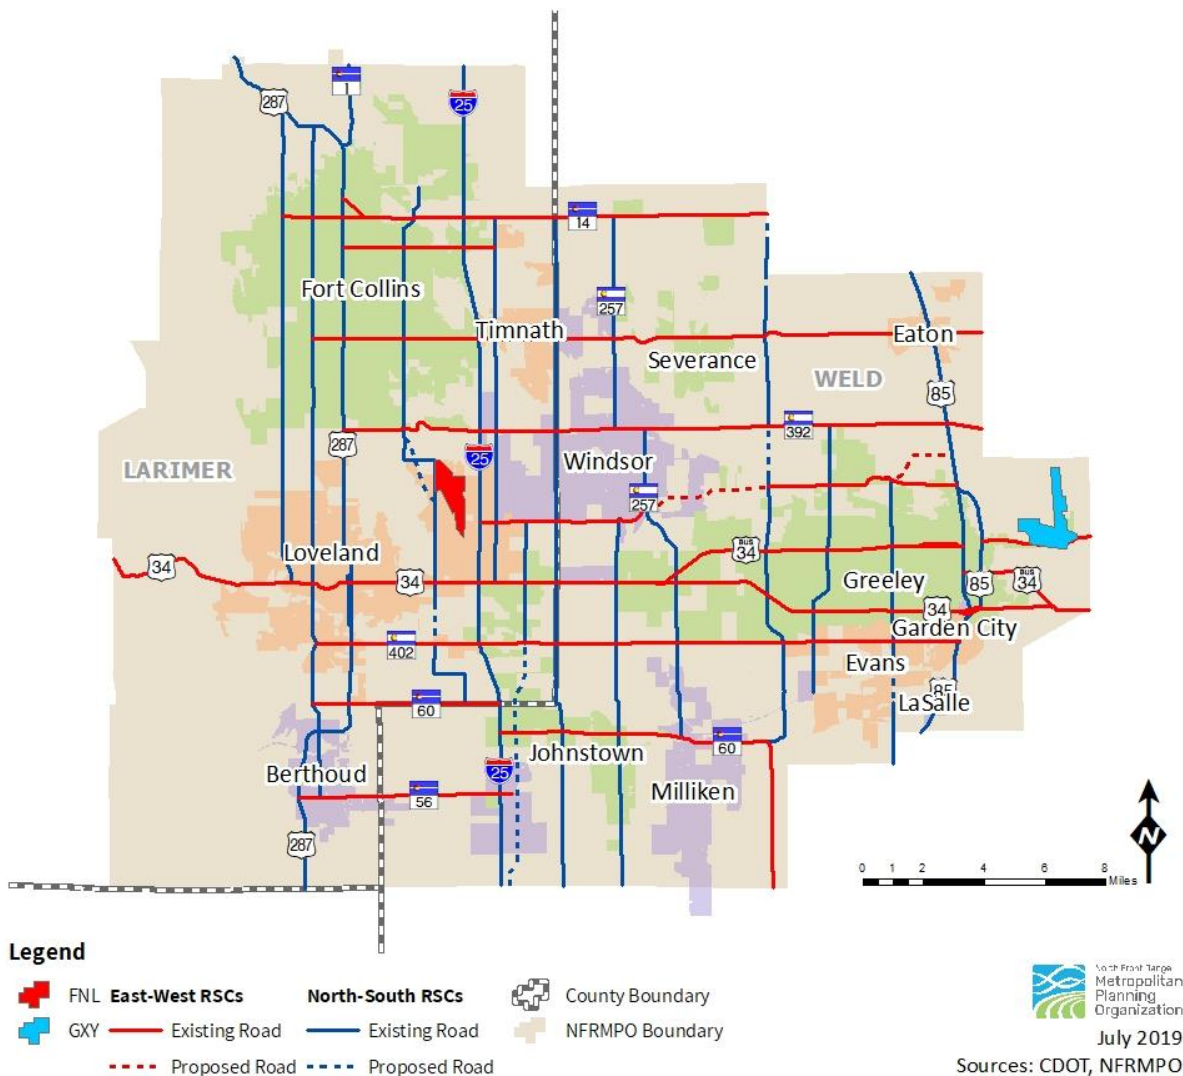 287
1
25
14
Fort Collins
257
Timnath
Eaton
Severance
WELD
85
392
287
25
Windsor
LARIMER
257
Loveland
BUS
34
34
34
Greeley
85
BUS
34
34
Garden City
402
Evans
85
LaSalle
60
60
Johnstown
25
Berthoud
Milliken
56
287
N
0 1 2 4 6 8
Miles
Legend
FNL East-West RSCs North-South RSCs County Boundary
GXY Existing Road Existing Road NFRMPO Boundary
Proposed Road Proposed Road
North Front Range
Metropolitan
Planning
Organization
July 2019
Sources: CDOT, NFRMPO